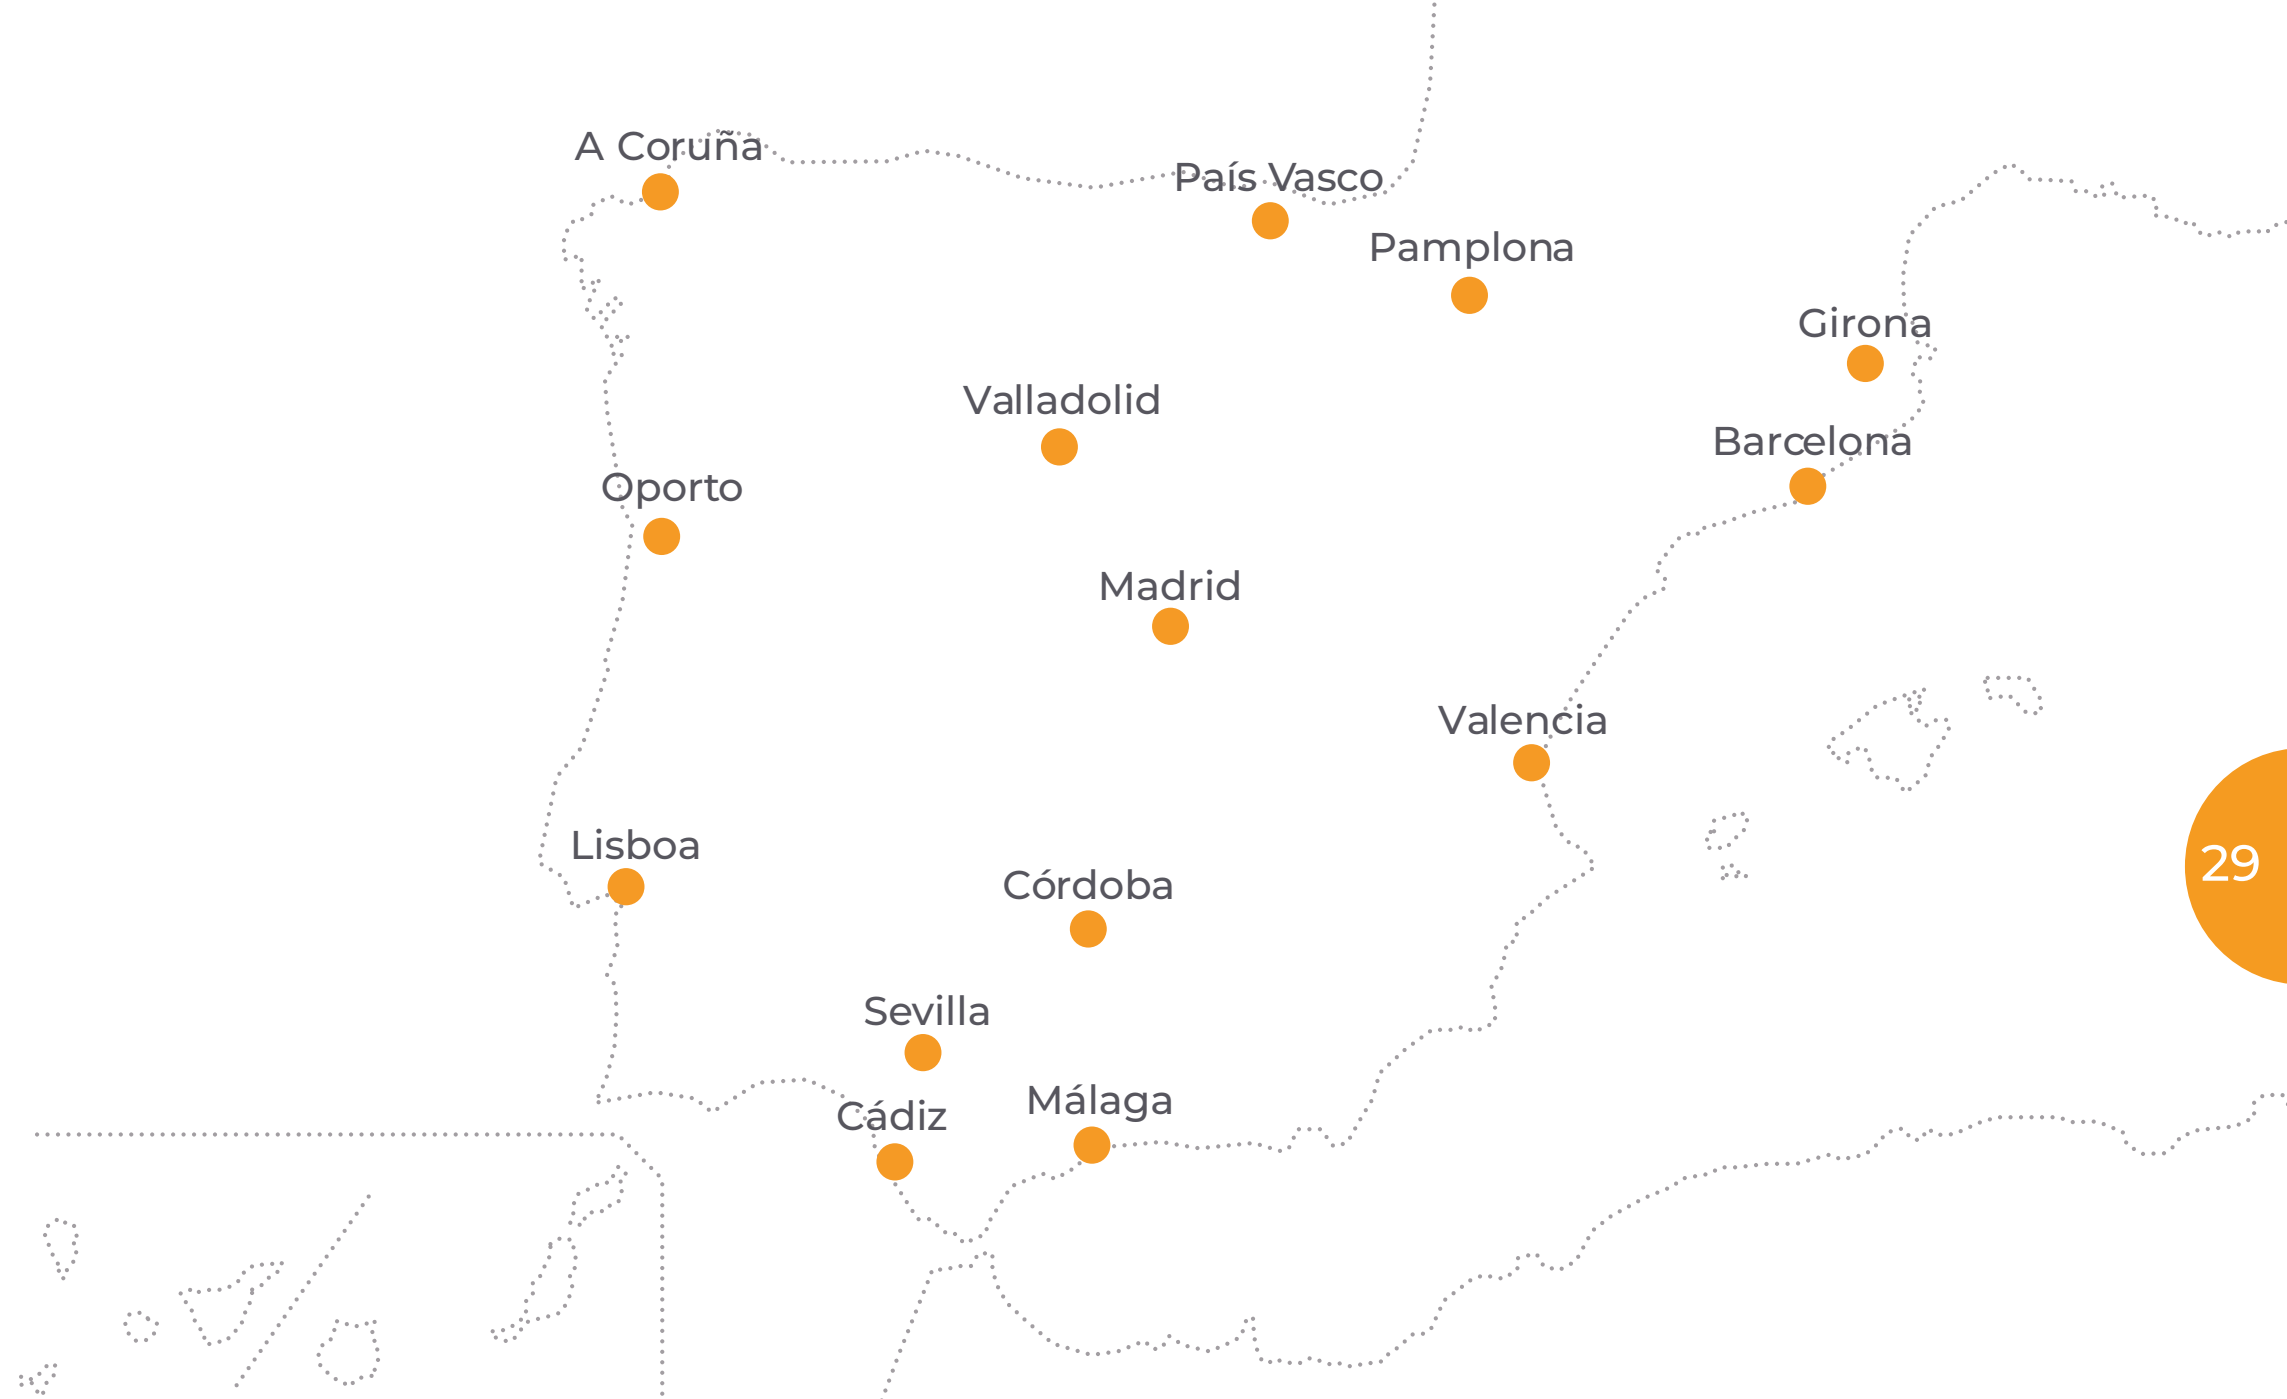 A Coruña
País Vasco
Pamplona
Girona
Valladolid
Barcelona
Oporto
Madrid
Valencia
Lisboa
29
Córdoba
Sevilla
Málaga
Cádiz